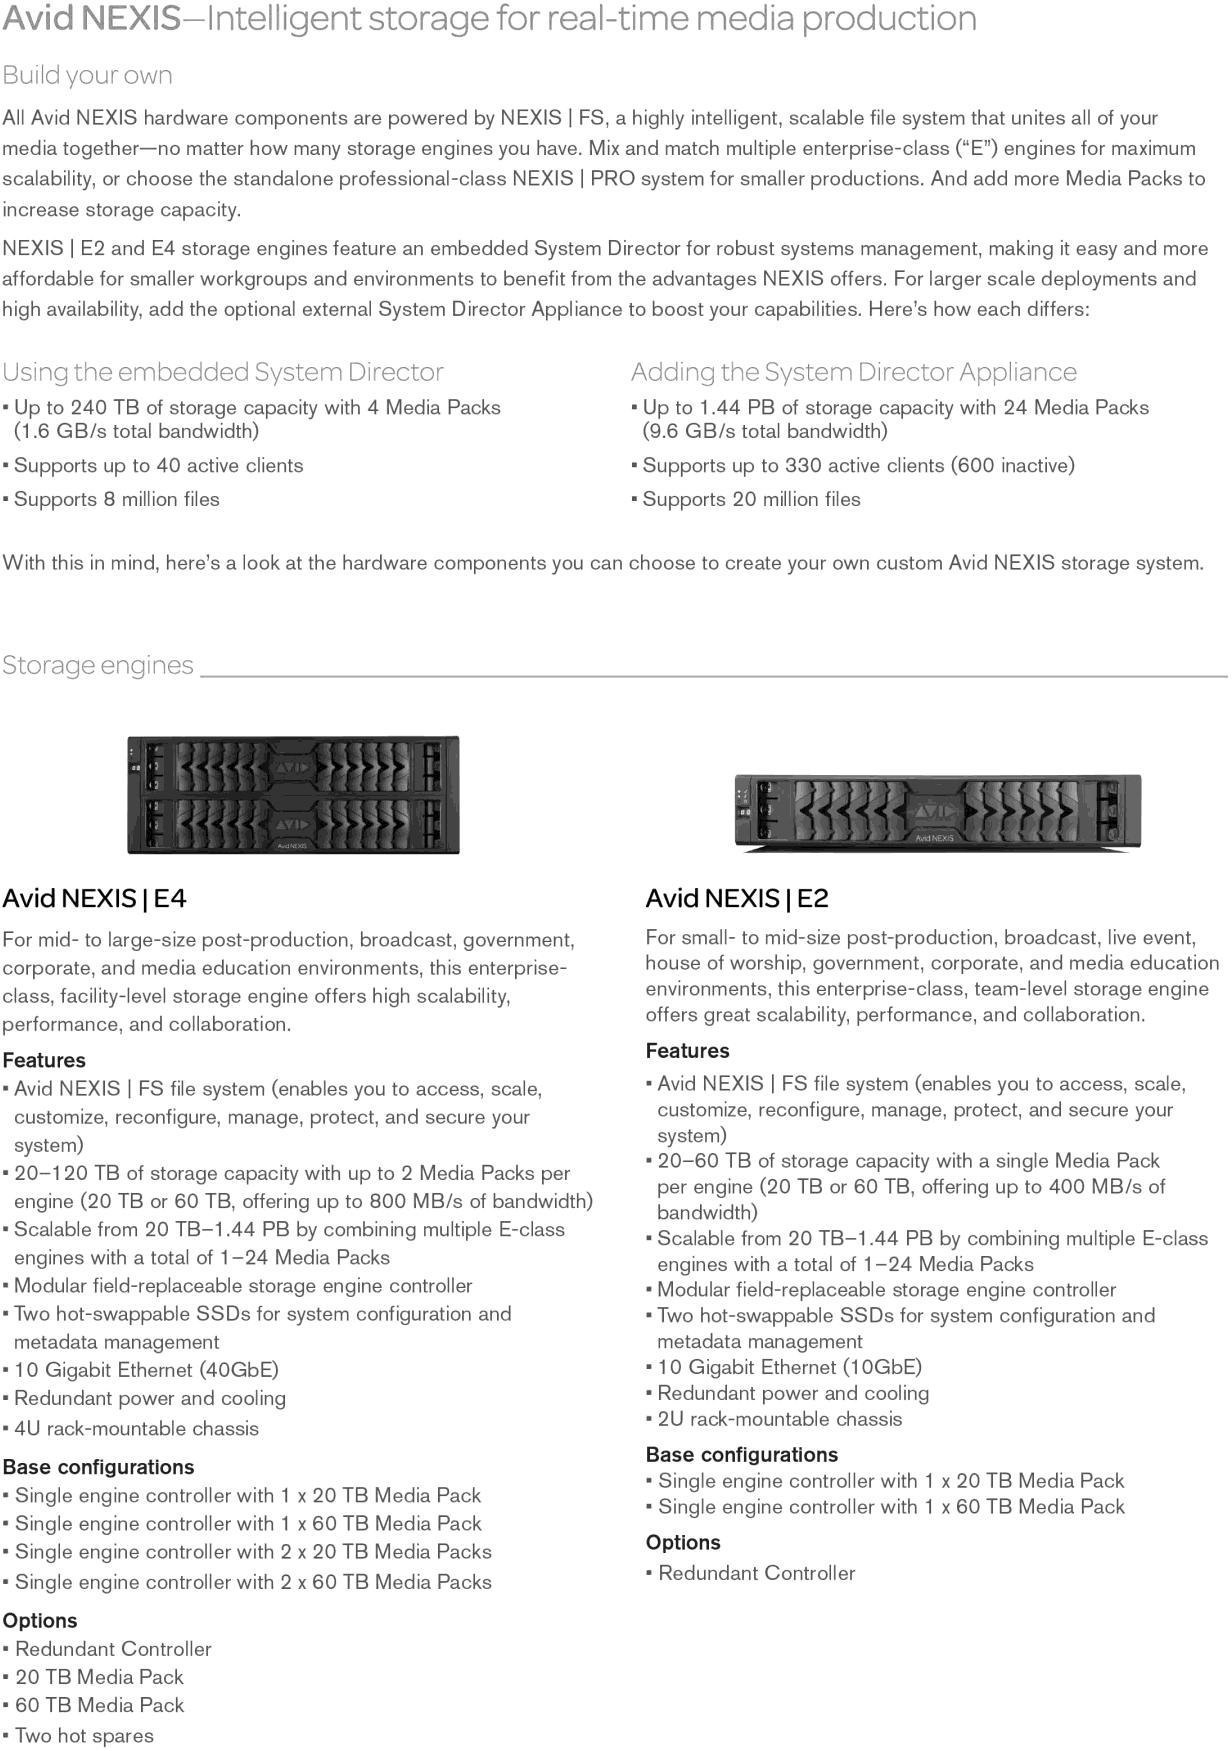 Avid NEXIS—Intelligent storage for real-time media production
Build your own
All Avid NEXIS hardware components are powered by NEXIS | FS, a highly intelligent, scalable file system that unites all of your
media together—no matter how many storage engines you have. Mix and match multiple enterprise-class (“E”) engines for maximum
scalability, or choose the standalone professional-class NEXIS | PRO system for smaller productions. And add more Media Packs to
increase storage capacity.
NEXIS | E2 and E4 storage engines feature an embedded System Director for robust systems management, making it easy and more
affordable for smaller workgroups and environments to benefit from the advantages NEXIS offers. For larger scale deployments and
high availability, add the optional external System Director Appliance to boost your capabilities. Here’s how each differs:
Using the embedded System Director
▪ Up to 240 TB of storage capacity with 4 Media Packs
(1.6 GB/s total bandwidth)
▪ Supports up to 40 active clients
▪ Supports 8 million files
Adding the System Director Appliance
▪ Up to 1.44 PB of storage capacity with 24 Media Packs
(9.6 GB/s total bandwidth)
▪ Supports up to 330 active clients (600 inactive)
▪ Supports 20 million files
With this in mind, here’s a look at the hardware components you can choose to create your own custom Avid NEXIS storage system.
Storage engines
AVID
AVID
Avid NEXIS
Avid NEXIS | E4
For mid- to large-size post-production, broadcast, government,
corporate, and media education environments, this enterprise-
class, facility-level storage engine offers high scalability,
performance, and collaboration.
Features
▪ Avid NEXIS | FS file system (enables you to access, scale,
customize, reconfigure, manage, protect, and secure your
system)
▪ 20–120 TB of storage capacity with up to 2 Media Packs per
engine (20 TB or 60 TB, offering up to 800 MB/s of bandwidth)
▪ Scalable from 20 TB–1.44 PB by combining multiple E-class
engines with a total of 1–24 Media Packs
▪ Modular field-replaceable storage engine controller
▪ Two hot-swappable SSDs for system configuration and
metadata management
▪ 10 Gigabit Ethernet (40GbE)
▪ Redundant power and cooling
▪ 4U rack-mountable chassis
Base configurations
▪ Single engine controller with 1 x 20 TB Media Pack
▪ Single engine controller with 1 x 60 TB Media Pack
▪ Single engine controller with 2 x 20 TB Media Packs
▪ Single engine controller with 2 x 60 TB Media Packs
Options
▪ Redundant Controller
▪ 20 TB Media Pack
▪ 60 TB Media Pack
▪ Two hot spares
AVID
Avid NEXIS
Avid NEXIS | E2
For small- to mid-size post-production, broadcast, live event,
house of worship, government, corporate, and media education
environments, this enterprise-class, team-level storage engine
offers great scalability, performance, and collaboration.
Features
▪ Avid NEXIS | FS file system (enables you to access, scale,
customize, reconfigure, manage, protect, and secure your
system)
▪ 20–60 TB of storage capacity with a single Media Pack
per engine (20 TB or 60 TB, offering up to 400 MB/s of
bandwidth)
▪ Scalable from 20 TB–1.44 PB by combining multiple E-class
engines with a total of 1–24 Media Packs
▪ Modular field-replaceable storage engine controller
▪ Two hot-swappable SSDs for system configuration and
metadata management
▪ 10 Gigabit Ethernet (10GbE)
▪ Redundant power and cooling
▪ 2U rack-mountable chassis
Base configurations
▪ Single engine controller with 1 x 20 TB Media Pack
▪ Single engine controller with 1 x 60 TB Media Pack
Options
▪ Redundant Controller